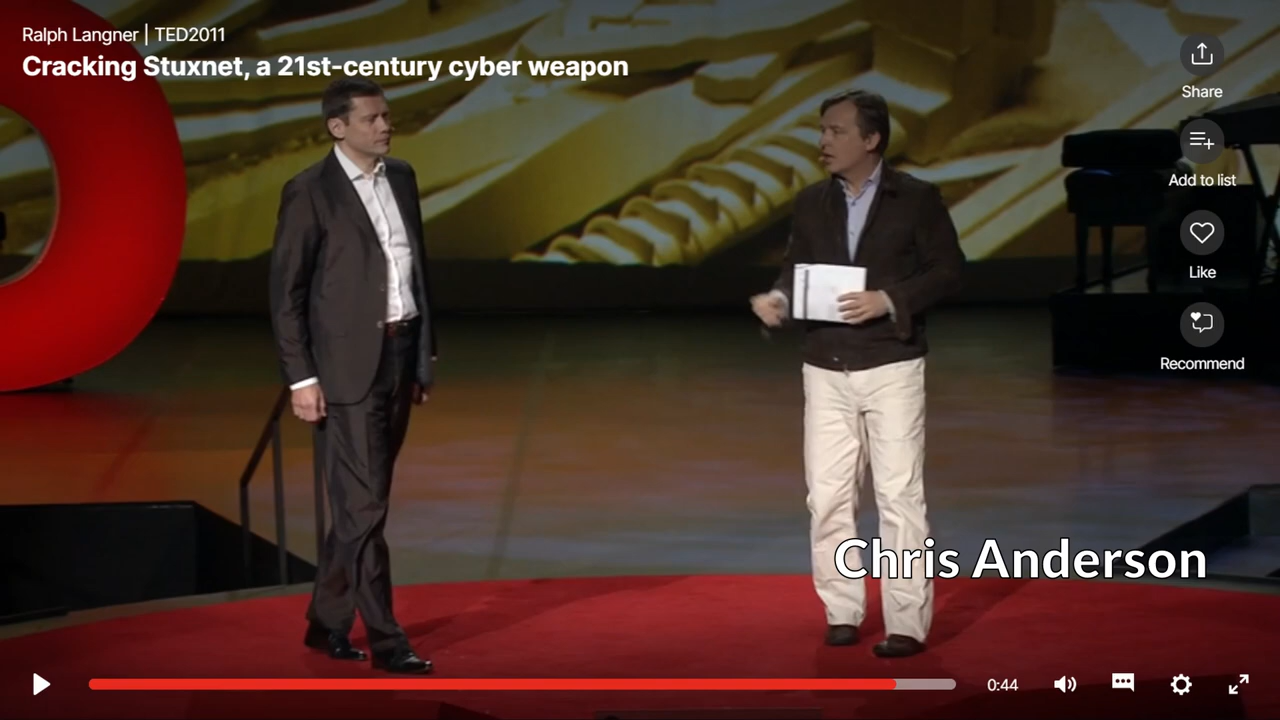 Ralph Langner | TED2011
Cracking Stuxnet, a 21st-century cyber weapon
Share
Add to list
Like
Recommend
Chris Anderson
0:44